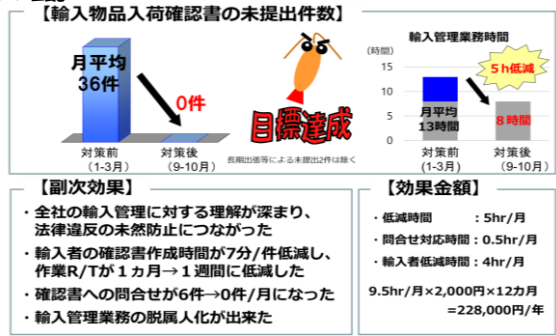 【輸入物品入荷確認書の未提出件数】
月平均
36件
0件
対策前
(1-3月)
対策後
(9-10月)
目標達成
長期出張等による未提出2件は除く
輸入管理業務時間
(時間)
15
10
5
0
5h低減
月平均
13時間
8時間
対策前
(1-3月)
対策後
(9-10月)
【副次効果】
・全社の輸入管理に対する理解が深まり、
法律違反の未然防止につながった
・輸入者の確認書作成時間が7分/件低減し、
作業R/Tが1ヵ月→1週間に低減した
・確認書への問合せが6件→0件/月になった
・輸入管理業務の脱属人化が出来た
【効果金額】
・低減時間 :5hr/月
・問合せ対応時間:0.5hr/月
・輸入者低減時間:4hr/月
9.5hr/月×2,000円×12カ月
=228,000円/年